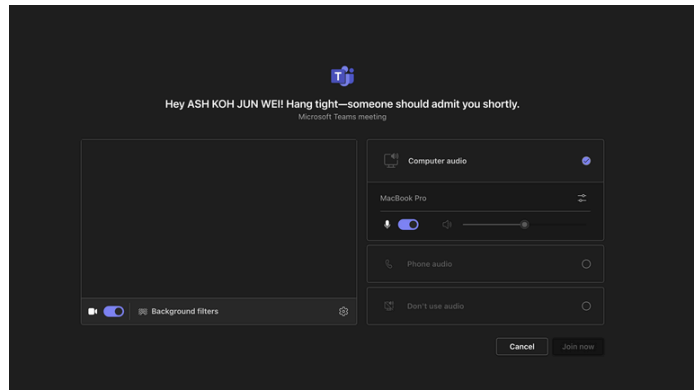 Hey ASH KOH JUN WEI! Hang tight—someone should admit you shortly.
Microsoft Teams meeting
Computer audio
MacBook Pro
Phone audio
Don't use audio
Background filters
Cancel
Join now